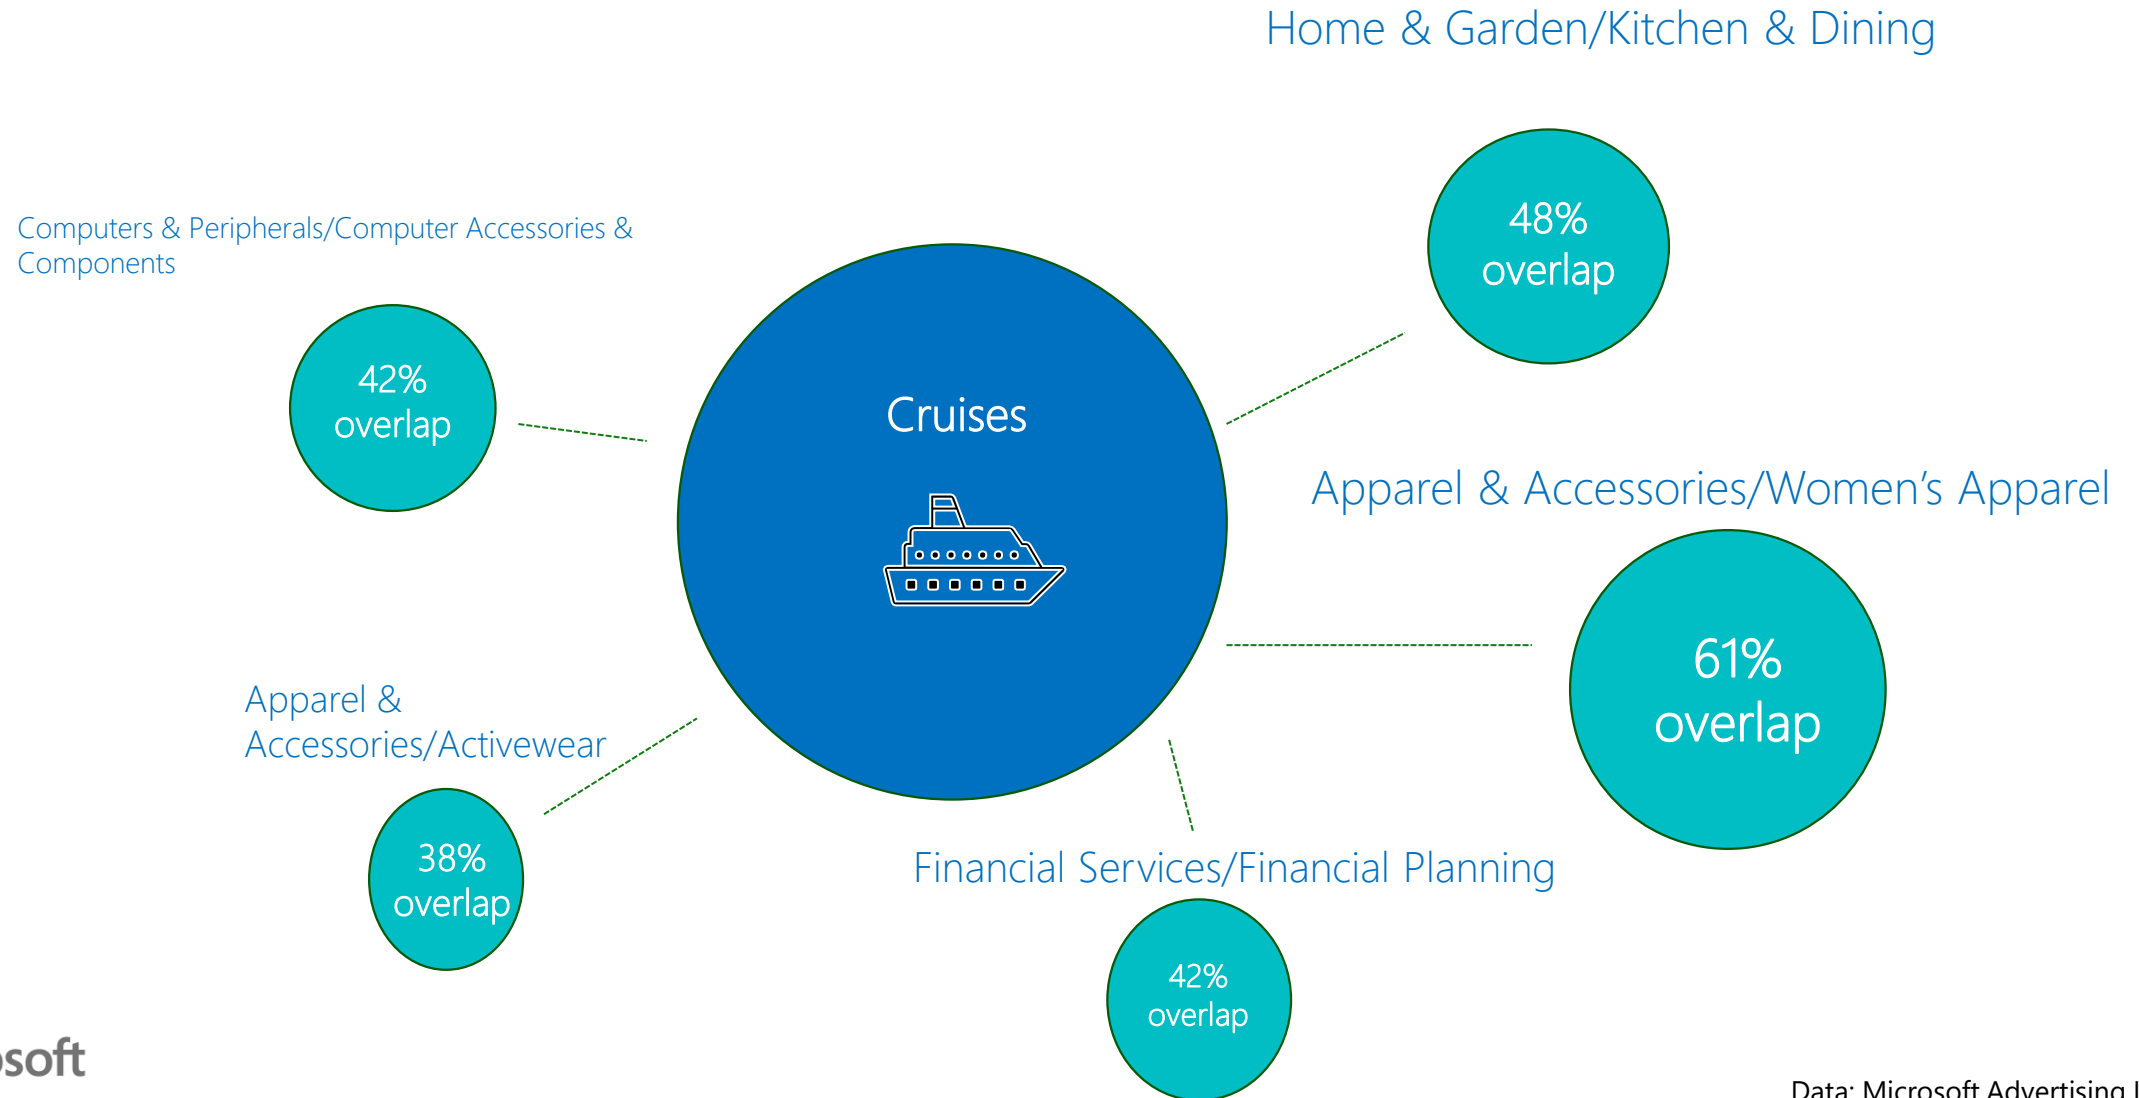 Home & Garden/Kitchen & Dining
48%
overlap
Computers & Peripherals/Computer Accessories &
Components
42%
overlap
Cruises
Apparel & Accessories/Women's Apparel
61%
overlap
Apparel &
Accessories/Activewear
38%
overlap
Financial Services/Financial Planning
42%
overlap
osoft
Data: Microsoft Advertising